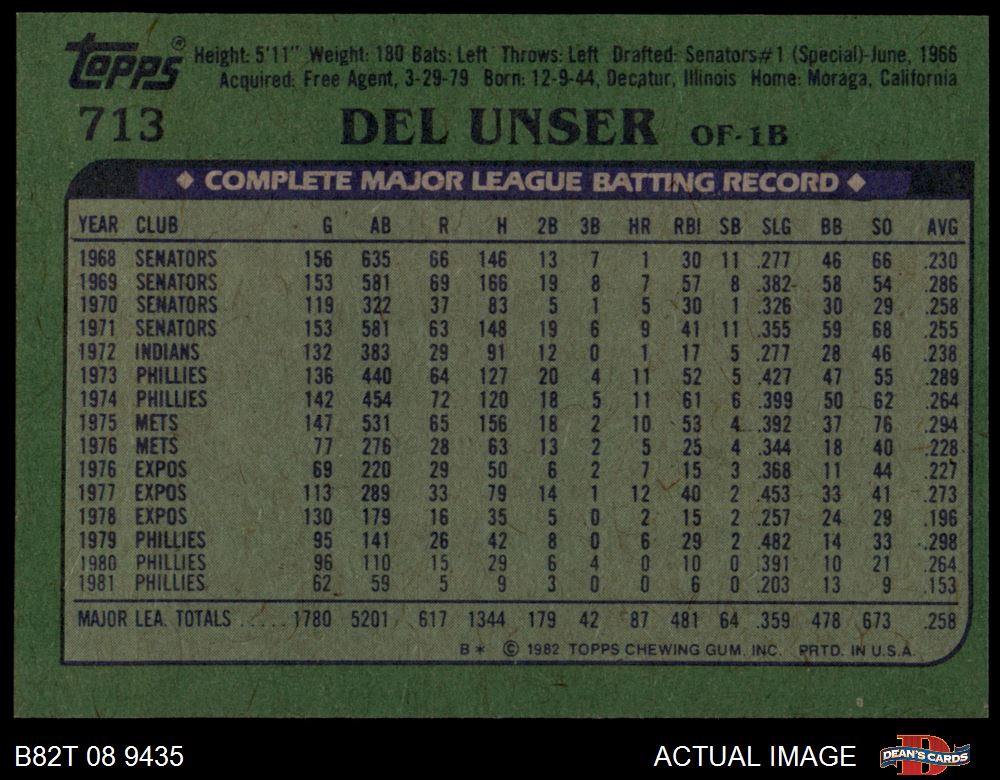 Topps® Height: 5'11" Weight: 180 Bats: Left Throws: Left Drafted: Senators#1 (Special)-June, 1966
Acquired: Free Agent, 3-29-79 Born: 12-9-44, Decatur, Illinois Home: Moraga, California
713 DEL UNSER OF-1B
◆ COMPLETE MAJOR LEAGUE BATTING RECORD ◆
YEAR CLUB G AB R H 2B 3B HR RBI SB SLG BB SO AVG
1968 SENATORS 156 635 66 146 13 7 1 30 11 .277 46 66 .230
1969 SENATORS 153 581 69 166 19 8 7 57 8 .382 58 54 .286
1970 SENATORS 119 322 37 83 5 1 5 30 1 .326 30 29 .258
1971 SENATORS 153 581 63 148 19 6 9 41 11 .355 59 68 .255
1972 INDIANS 132 383 29 91 12 0 1 17 5 .277 28 46 .238
1973 PHILLIES 136 440 64 127 20 4 11 52 5 .427 47 55 .289
1974 PHILLIES 142 454 72 120 18 5 11 61 6 .399 50 62 .264
1975 METS 147 531 65 156 18 2 10 53 4 .392 37 76 .294
1976 METS 77 276 28 63 13 2 5 25 4 .344 18 40 .228
1976 EXPOS 69 220 29 50 6 2 7 15 3 .368 11 44 .227
1977 EXPOS 113 289 33 79 14 1 12 40 2 .453 33 41 .273
1978 EXPOS 130 179 16 35 5 0 2 15 2 .257 24 29 .196
1979 PHILLIES 95 141 26 42 8 0 6 29 2 .482 14 33 .298
1980 PHILLIES 96 110 15 29 6 4 0 10 0 .391 10 21 .264
1981 PHILLIES 62 59 5 9 3 0 0 6 0 .203 13 9 .153
MAJOR LEA. TOTALS ..... 1780 5201 617 1344 179 42 87 481 64 .359 478 673 .258
B* © 1982 TOPPS CHEWING GUM, INC. PRTD. IN U.S.A.
B82T 08 9435 ACTUAL IMAGE DEAN'S CARDS